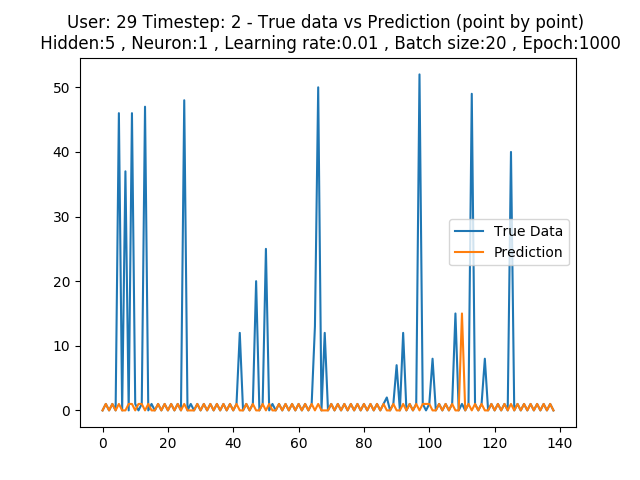 User: 29 Timestep: 2 - True data vs Prediction (point by point)
Hidden:5 , Neuron:1 , Learning rate:0.01 , Batch size:20 , Epoch:1000
50
40
30
20
10
0
True Data
Prediction
0 20 40 60 80 100 120 140